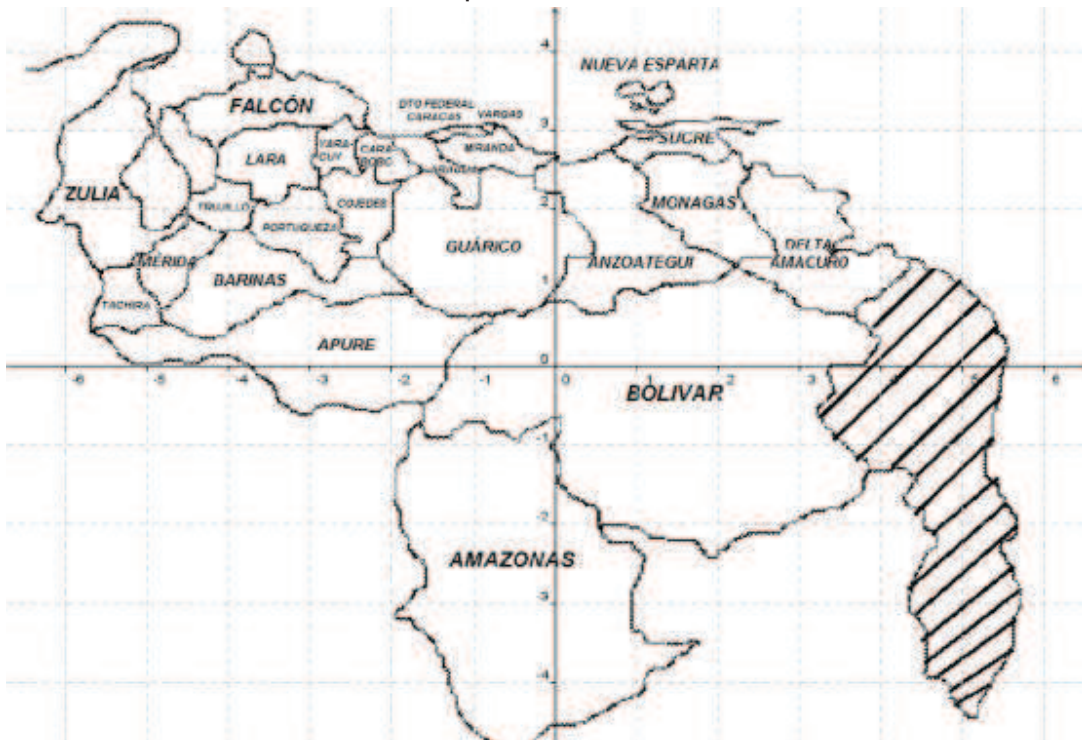 4
NUEVA ESPARTA
FALCÓN
DTO FEDERAL
CARACAS
VARGAS
3
SUCRE
YARA-
CUY
CARA-
BOBO
MIRANDA
LARA
ZULIA
TRUJILLO
COJEDES
2
MONAGAS
PORTUGUEZA
GUÁRICO
DELTA
AMACURO
MÉRIDA
ANZOATEGUI
BARINAS
1
TACHIRA
APURE
0
-6 -5 -4 -3 -2 -1 0 1 2 3 4 5 6
BÓLIVAR
-1
-2
AMAZONAS
-3
-4